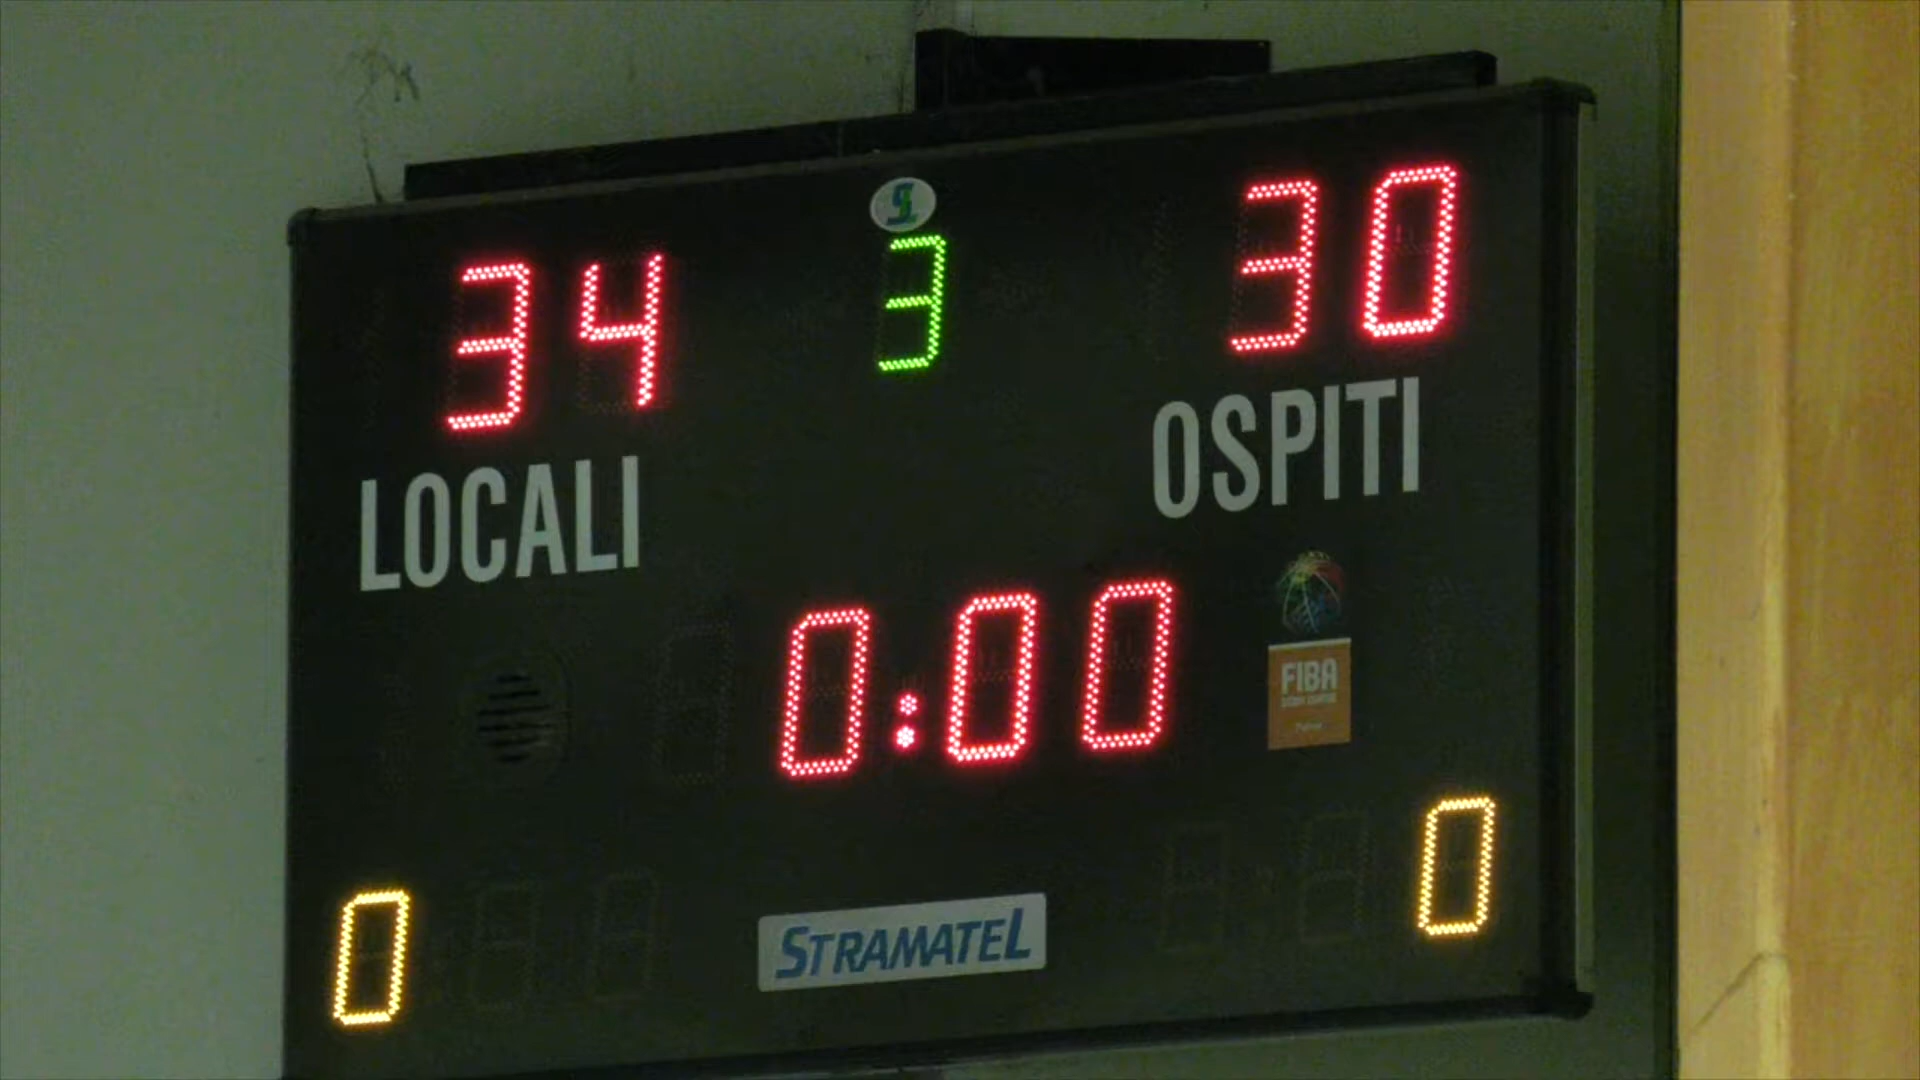 34 3 30
LOCALI OSPITI
0:00
FIBA
0 0
STRAMATEL